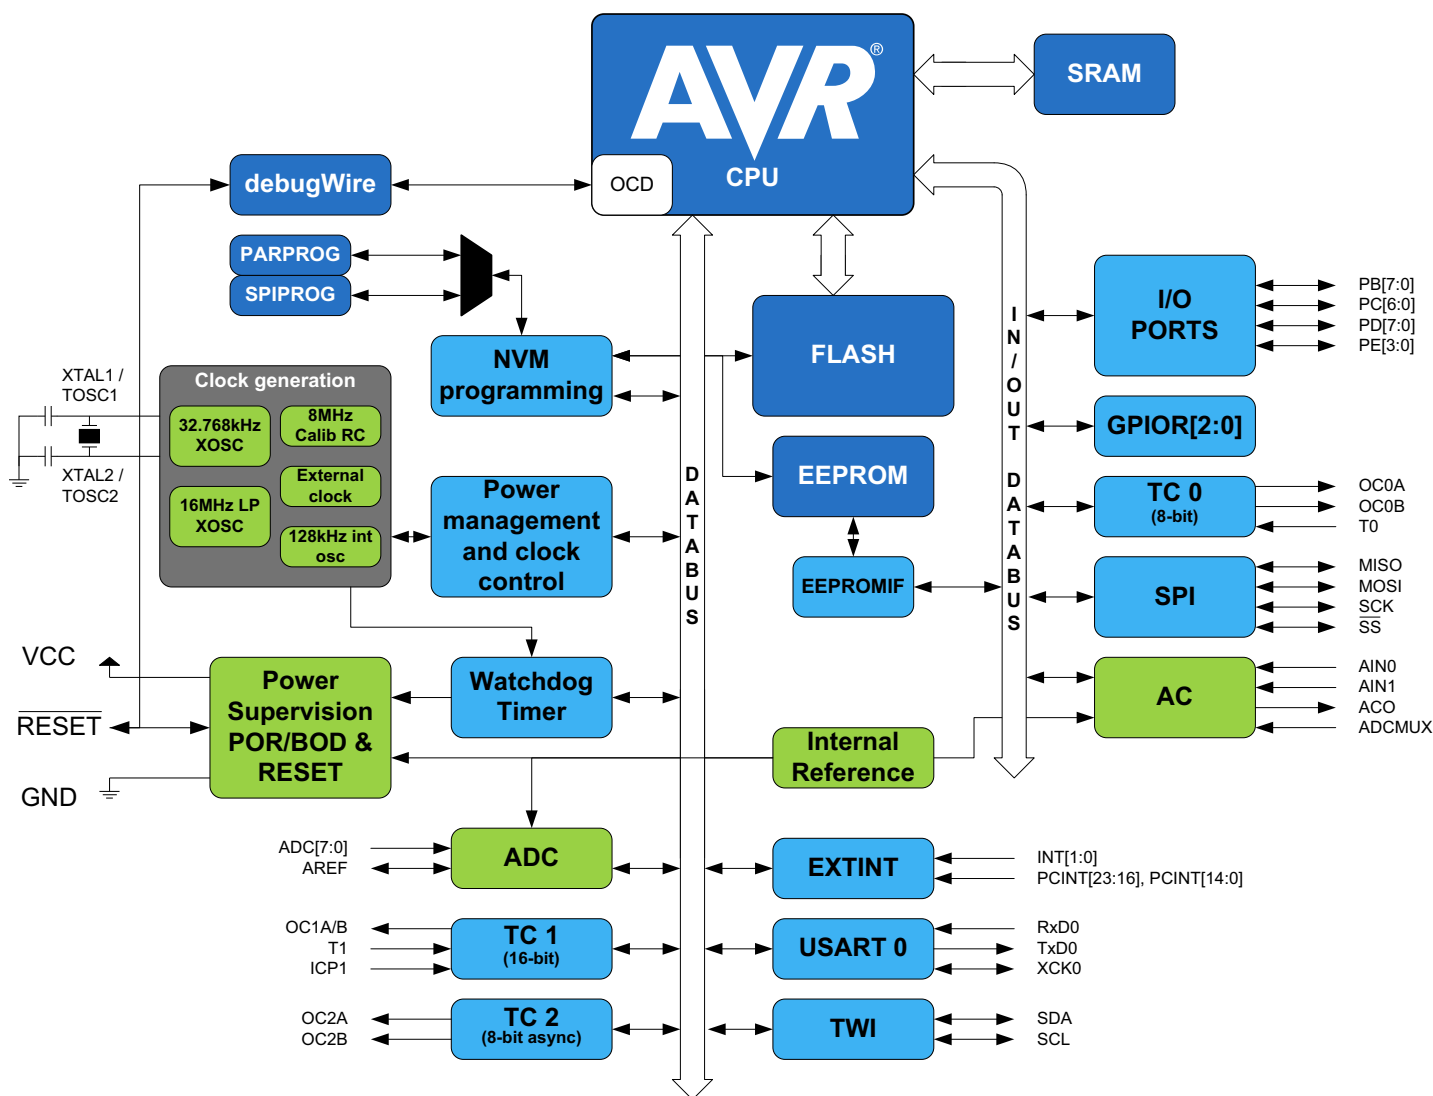 AVR®
CPU
OCD
SRAM
debugWire
PARPROG
SPIPROG
NVM
programming
FLASH
I/O
PORTS
PB[7:0]
PC[6:0]
PD[7:0]
PE[3:0]
IN/OUT DATABUS
DATABUS
XTAL1 /
TOSC1
XTAL2 /
TOSC2
Clock generation
32.768kHz
XOSC
8MHz
Calib RC
External
clock
16MHz LP
XOSC
128kHz int
osc
Power
management
and clock
control
EEPROM
EEPROMIF
GPIOR[2:0]
TC 0
(8-bit)
OC0A
OC0B
T0
SPI
MISO
MOSI
SCK
SS
VCC
RESET
GND
Power
Supervision
POR/BOD &
RESET
Watchdog
Timer
Internal
Reference
AC
AIN0
AIN1
ACO
ADCMUX
ADC[7:0]
AREF
ADC
EXTINT
INT[1:0]
PCINT[23:16], PCINT[14:0]
OC1A/B
T1
ICP1
TC 1
(16-bit)
USART 0
RxD0
TxD0
XCK0
OC2A
OC2B
TC 2
(8-bit async)
TWI
SDA
SCL